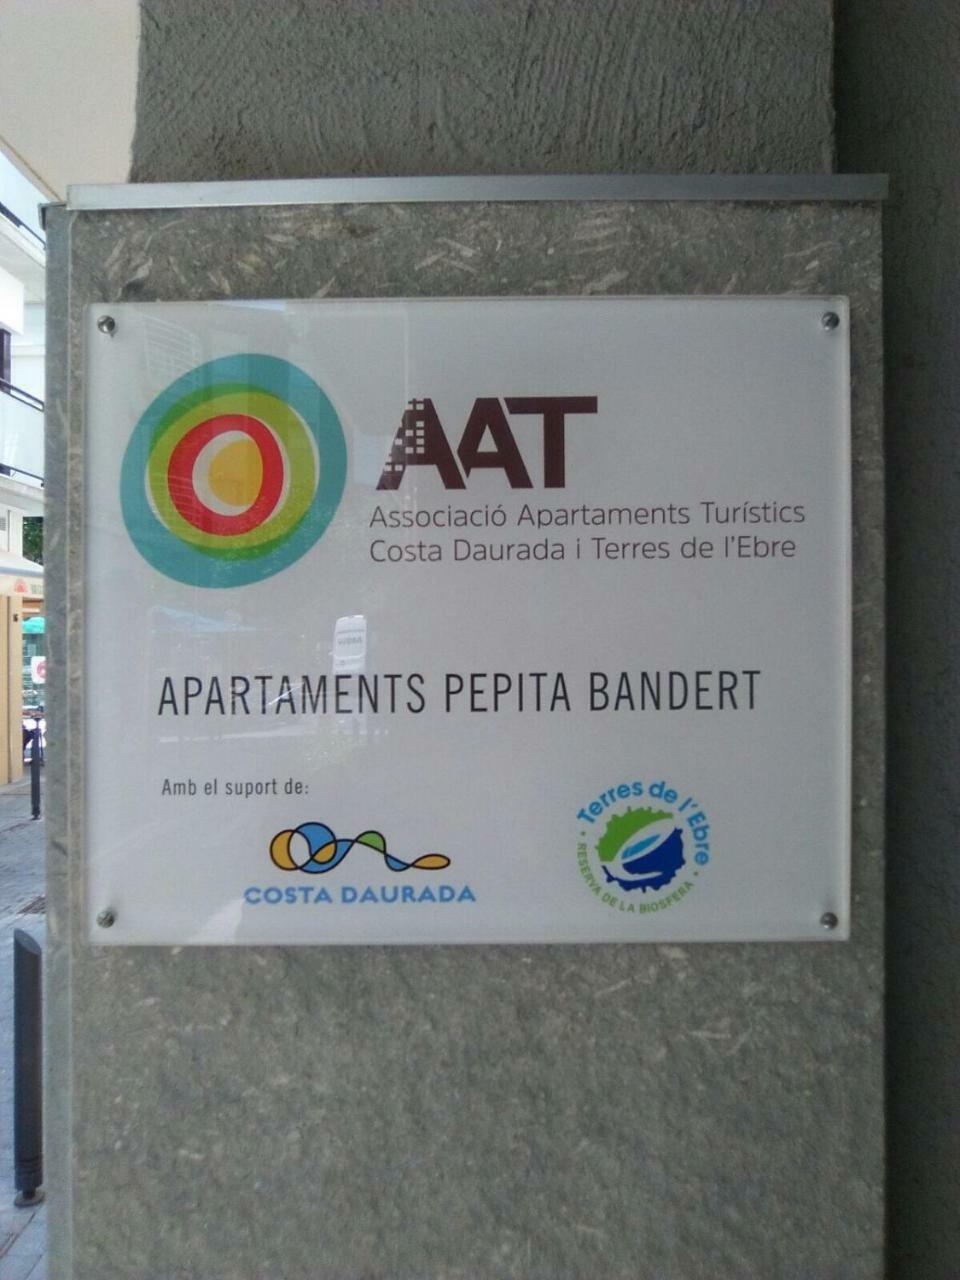 AAT
Associació Apartaments Turístics
Costa Daurada i Terres de l'Ebre
APARTAMENTS PEPITA BANDERT
Amb el suport de:
COSTA DAURADA
Terres de l'Ebre
• RESERVA DE LA BIOSFERA •